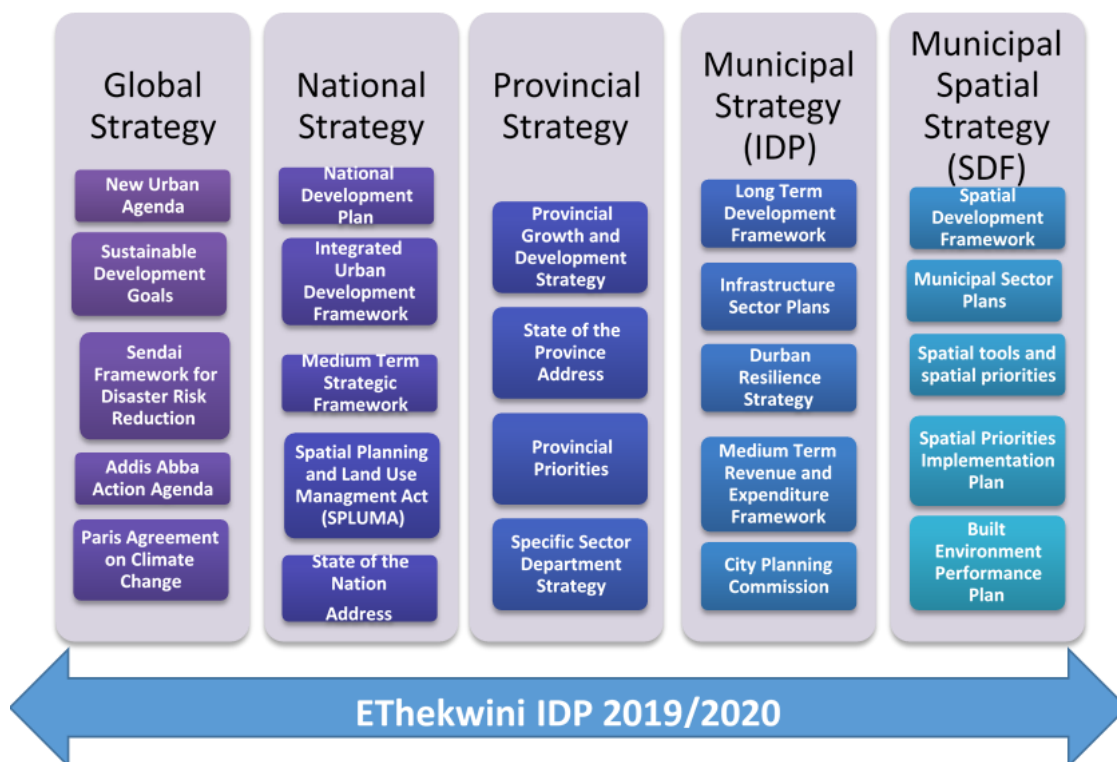 Global
Strategy
New Urban
Agenda
Sustainable
Development
Goals
Sendai
Framework for
Disaster Risk
Reduction
Addis Abba
Action Agenda
Paris Agreement
on Climate
Change
National
Strategy
National
Development
Plan
Integrated
Urban
Development
Framework
Medium Term
Strategic
Framework
Spatial Planning
and Land Use
Managment Act
(SPLUMA)
State of the
Nation
Address
Provincial
Strategy
Provincial
Growth and
Development
Strategy
State of the
Province
Address
Provincial
Priorities
Specific Sector
Department
Strategy
Municipal
Strategy
(IDP)
Long Term
Development
Framework
Infrastructure
Sector Plans
Durban
Resilience
Strategy
Medium Term
Revenue and
Expenditure
Framework
City Planning
Commission
Municipal
Spatial
Strategy
(SDF)
Spatial
Development
Framework
Municipal Sector
Plans
Spatial tools and
spatial priorities
Spatial Priorities
Implementation
Plan
Built
Environment
Performance
Plan
EThekwini IDP 2019/2020